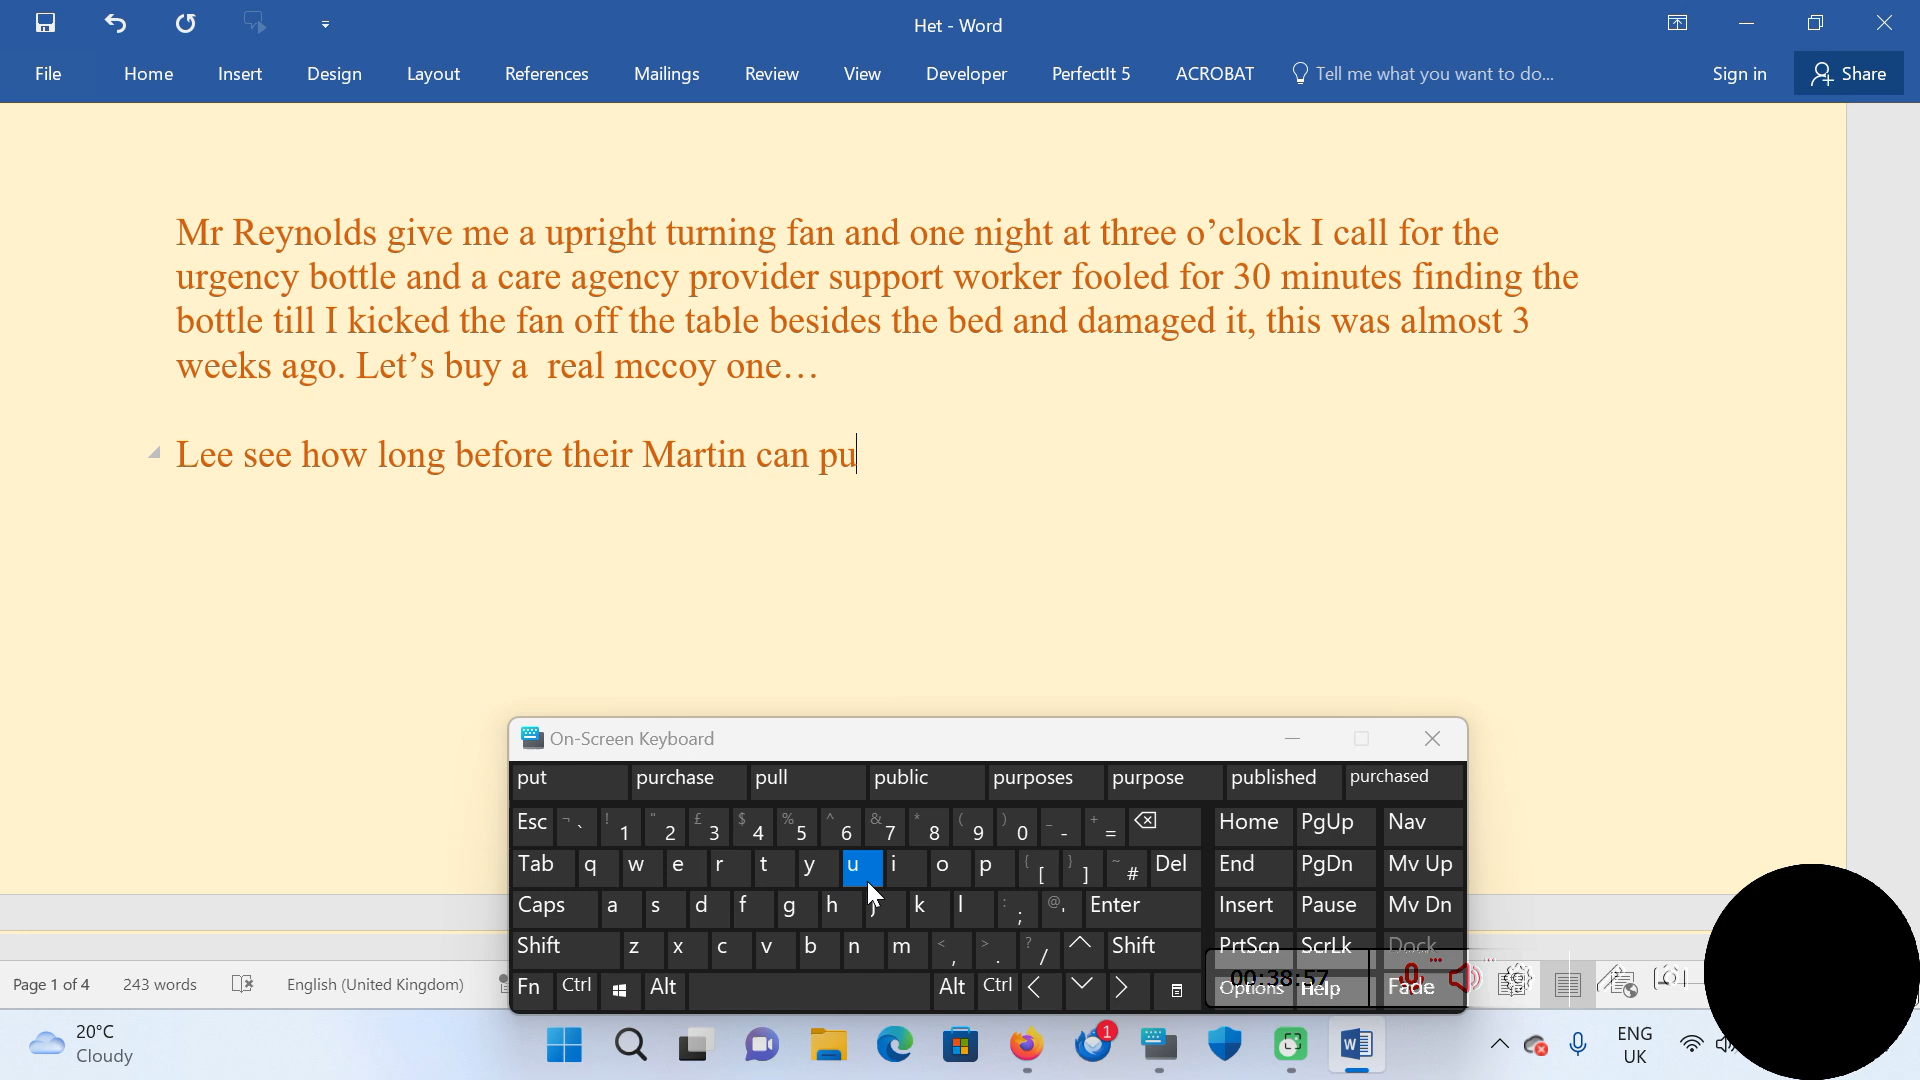 Het - Word
File Home Insert Design Layout References Mailings Review View Developer PerfectIt 5 ACROBAT Tell me what you want to do... Sign in Share
Mr Reynolds give me a upright turning fan and one night at three o’clock I call for the
urgency bottle and a care agency provider support worker fooled for 30 minutes finding the
bottle till I kicked the fan off the table besides the bed and damaged it, this was almost 3
weeks ago. Let’s buy a  real mccoy one…
Lee see how long before their Martin can pu
On-Screen Keyboard
put purchase pull public purposes purpose published purchased
Esc ¬ ` ! 1 " 2 £ 3 $ 4 % 5 ^ 6 & 7 * 8 ( 9 ) 0 _ - + = Home PgUp Nav
Tab q w e r t y u i o p { [ } ] ~ # Del End PgDn Mv Up
Caps a s d f g h j k l : ; @ ' Enter Insert Pause Mv Dn
Shift z x c v b n m < , > . ? / Shift PrtScn ScrLk Dock
Fn Ctrl Alt Alt Ctrl Options Help Fade
00:38:57
Page 1 of 4 243 words English (United Kingdom)
20°C
Cloudy
1
ENG
UK